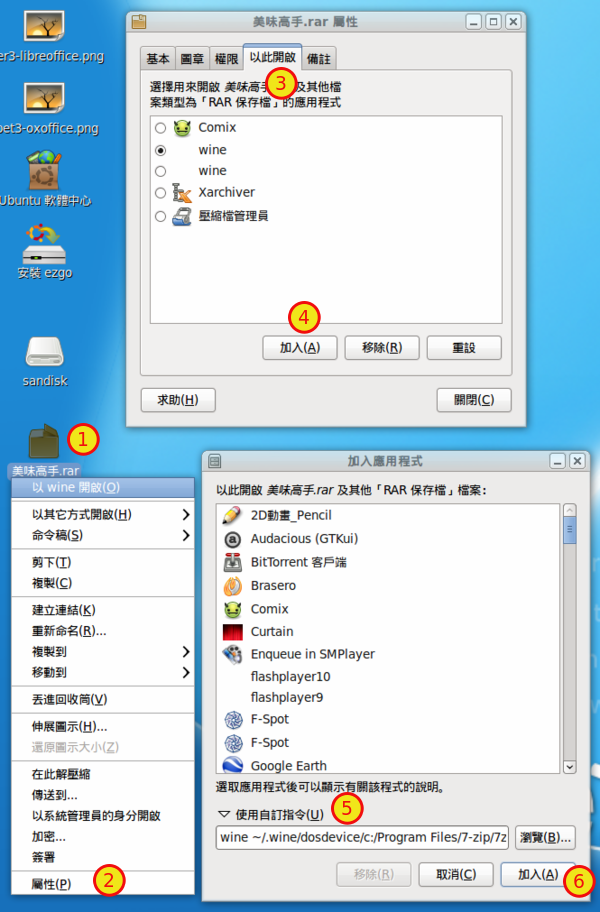 er3-libreoffice.png
pet3-oxoffice.png
Ubuntu 軟體中心
安裝 ezgo
sandisk
1
美味高手.rar
以 wine 開啟(O)
以其它方式開啟(H)
命令稿(S)
剪下(T)
複製(C)
建立連結(K)
重新命名(R)...
複製到
移動到
丟進回收筒(V)
伸展圖示(H)...
還原圖示大小(Z)
在此解壓縮
傳送到...
以系統管理員的身分開啟
加密...
簽署
屬性(P)
2
美味高手.rar 屬性
基本 圖章 權限 以此開啟 備註
3
選擇用來開啟 美味高手 及其他檔
案類型為「RAR 保存檔」的應用程式
Comix
wine
wine
Xarchiver
壓縮檔管理員
4
加入(A) 移除(R) 重設
求助(H) 關閉(C)
加入應用程式
以此開啟 美味高手.rar 及其他「RAR 保存檔」檔案：
2D動畫_Pencil
Audacious (GTKui)
BitTorrent 客戶端
Brasero
Comix
Curtain
Enqueue in SMPlayer
flashplayer10
flashplayer9
F-Spot
F-Spot
Google Earth
選取應用程式後可以顯示有關該程式的說明。
使用自訂指令(U)
5
wine ~/.wine/dosdevice/c:/Program Files/7-zip/7z
瀏覽(B)...
移除(R) 取消(C) 加入(A)
6